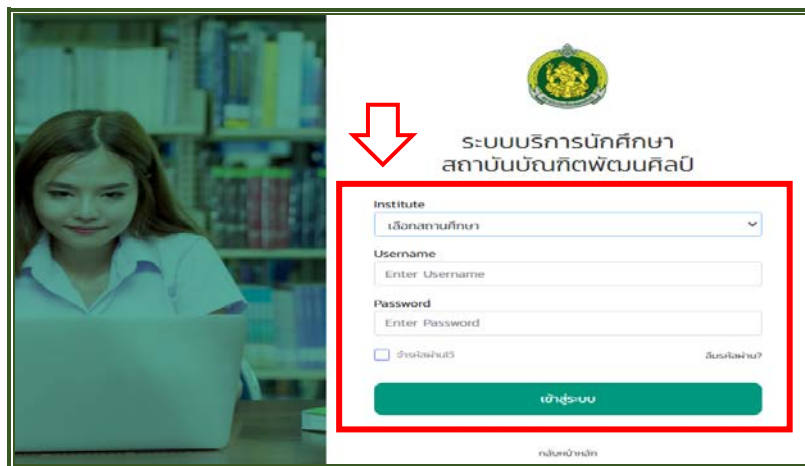 ระบบบริการนักศึกษา
สถาบันบัณฑิตพัฒนศิลป์
Institute
เลือกสถานศึกษา
Username
Enter Username
Password
Enter Password
จำรหัสผ่านไว้
ลืมรหัสผ่าน?
เข้าสู่ระบบ
กลับหน้าหลัก